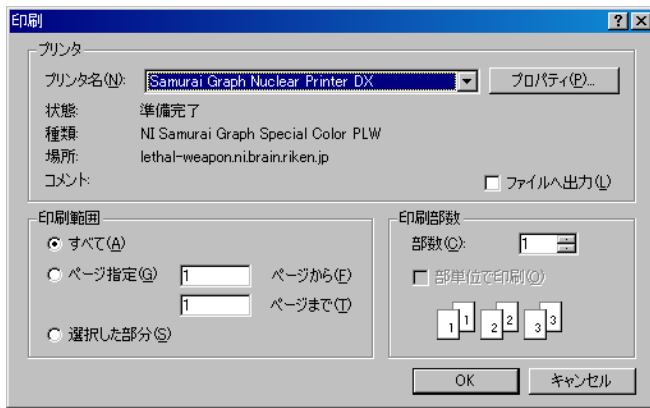 印刷
プリンタ
プリンタ名(N): Samurai Graph Nuclear Printer DX プロパティ(P)...
状態: 準備完了
種類: NI Samurai Graph Special Color PLW
場所: lethal-weapon.ni.brain.riken.jp
コメント: ファイルへ出力(L)
印刷範囲 印刷部数
すべて(A) 部数(C): 1
ページ指定(G) 1 ページから(F) 部単位で印刷(O)
1 ページまで(T)
1 1 2 2 3 3
選択した部分(S)
OK キャンセル